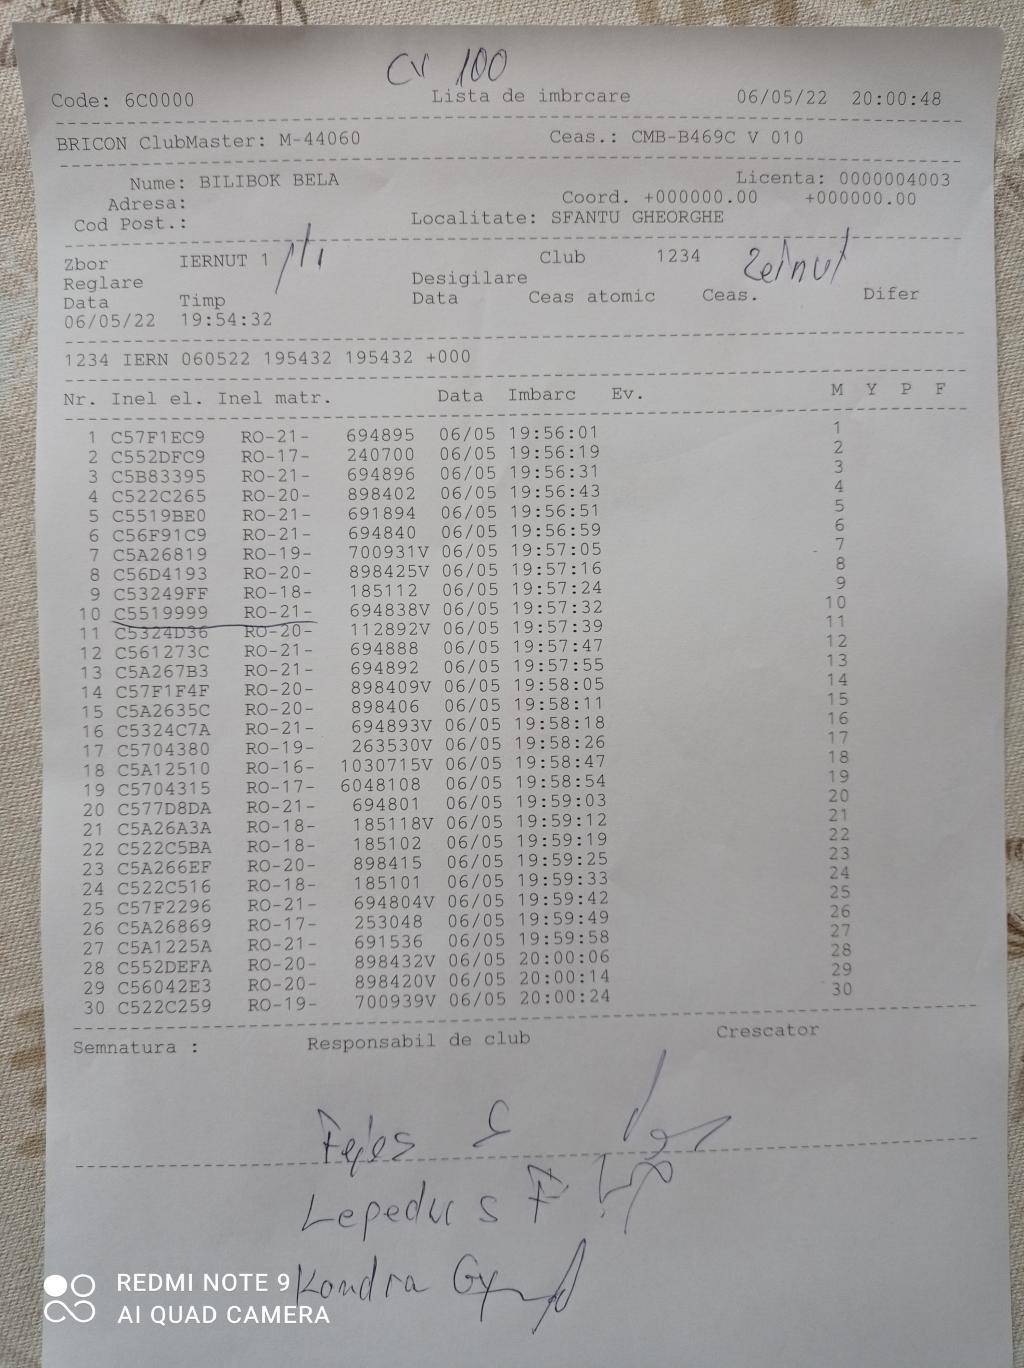 CV 100
Code: 6C0000 Lista de imbrcare 06/05/22 20:00:48
BRICON ClubMaster: M-44060 Ceas.: CMB-B469C V 010
Nume: BILIBOK BELA Licenta: 0000004003
Adresa: Coord. +000000.00 +000000.00
Cod Post.: Localitate: SFANTU GHEORGHE
Zbor IERNUT 1 Club 1234
Reglare Desigilare
Data Timp Data Ceas atomic Ceas. Difer
06/05/22 19:54:32
1234 IERN 060522 195432 195432 +000
Nr. Inel el. Inel matr. Data Imbarc Ev. M Y P F
1 C57F1EC9 RO-21- 694895 06/05 19:56:01 1
2 C552DFC9 RO-17- 240700 06/05 19:56:19 2
3 C5B83395 RO-21- 694896 06/05 19:56:31 3
4 C522C265 RO-20- 898402 06/05 19:56:43 4
5 C5519BE0 RO-21- 691894 06/05 19:56:51 5
6 C56F91C9 RO-21- 694840 06/05 19:56:59 6
7 C5A26819 RO-19- 700931V 06/05 19:57:05 7
8 C56D4193 RO-20- 898425V 06/05 19:57:16 8
9 C53249FF RO-18- 185112 06/05 19:57:24 9
10 C5519999 RO-21- 694838V 06/05 19:57:32 10
11 C5324D36 RO-20- 112892V 06/05 19:57:39 11
12 C561273C RO-21- 694888 06/05 19:57:47 12
13 C5A267B3 RO-21- 694892 06/05 19:57:55 13
14 C57F1F4F RO-20- 898409V 06/05 19:58:05 14
15 C5A2635C RO-20- 898406 06/05 19:58:11 15
16 C5324C7A RO-21- 694893V 06/05 19:58:18 16
17 C5704380 RO-19- 263530V 06/05 19:58:26 17
18 C5A12510 RO-16- 1030715V 06/05 19:58:47 18
19 C5704315 RO-17- 6048108 06/05 19:58:54 19
20 C577D8DA RO-21- 694801 06/05 19:59:03 20
21 C5A26A3A RO-18- 185118V 06/05 19:59:12 21
22 C522C5BA RO-18- 185102 06/05 19:59:19 22
23 C5A266EF RO-20- 898415 06/05 19:59:25 23
24 C522C516 RO-18- 185101 06/05 19:59:33 24
25 C57F2296 RO-21- 694804V 06/05 19:59:42 25
26 C5A26869 RO-17- 253048 06/05 19:59:49 26
27 C5A1225A RO-21- 691536 06/05 19:59:58 27
28 C552DEFA RO-20- 898432V 06/05 20:00:06 28
29 C56042E3 RO-20- 898420V 06/05 20:00:14 29
30 C522C259 RO-19- 700939V 06/05 20:00:24 30
Semnatura : Responsabil de club Crescator
Fejes
Lepedus F
Kondra Gy
REDMI NOTE 9
AI QUAD CAMERA